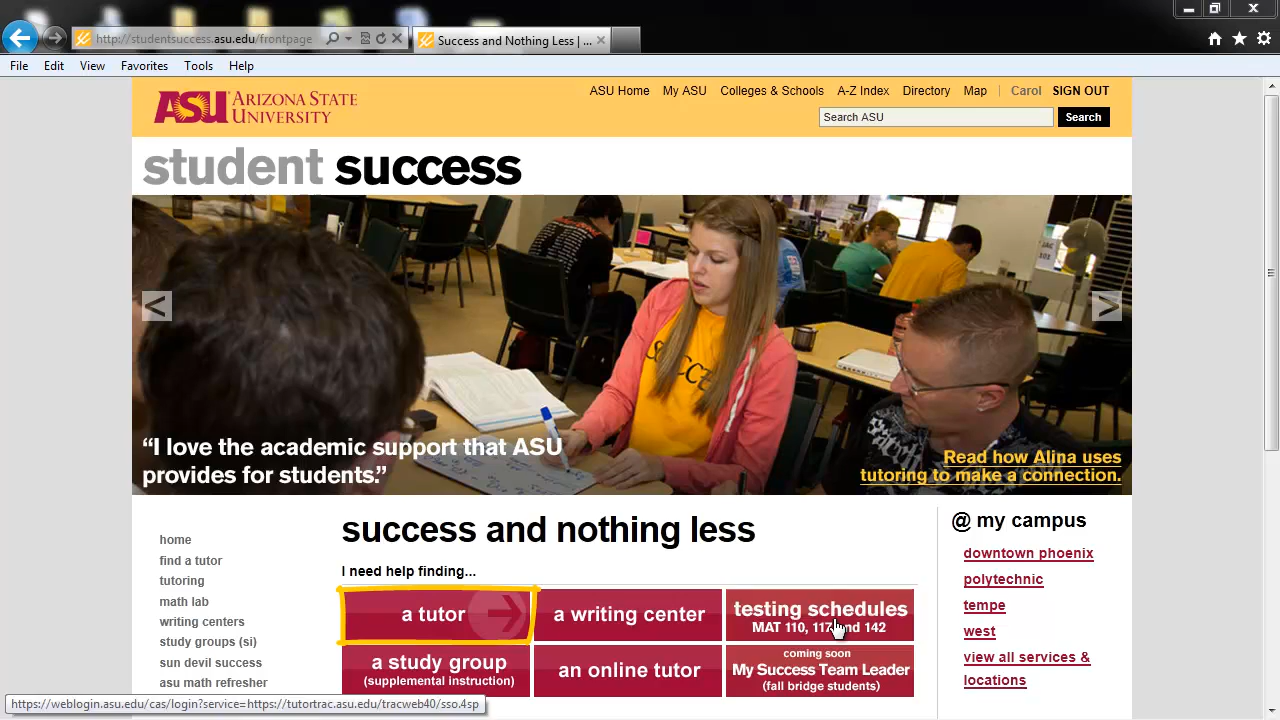 http://studentsuccess.asu.edu/frontpage
Success and Nothing Less | ...
File Edit View Favorites Tools Help
ASU ARIZONA STATE UNIVERSITY
ASU Home My ASU Colleges & Schools A-Z Index Directory Map Carol SIGN OUT
Search ASU Search
student success
<
>
"I love the academic support that ASU
provides for students."
Read how Alina uses
tutoring to make a connection.
success and nothing less
I need help finding...
a tutor
a writing center
testing schedules
MAT 110, 117 and 142
a study group
(supplemental instruction)
an online tutor
coming soon
My Success Team Leader
(fall bridge students)
home
find a tutor
tutoring
math lab
writing centers
study groups (si)
sun devil success
asu math refresher
@ my campus
downtown phoenix
polytechnic
tempe
west
view all services &
locations
https://weblogin.asu.edu/cas/login?service=https://tutortrac.asu.edu/tracweb40/sso.4sp